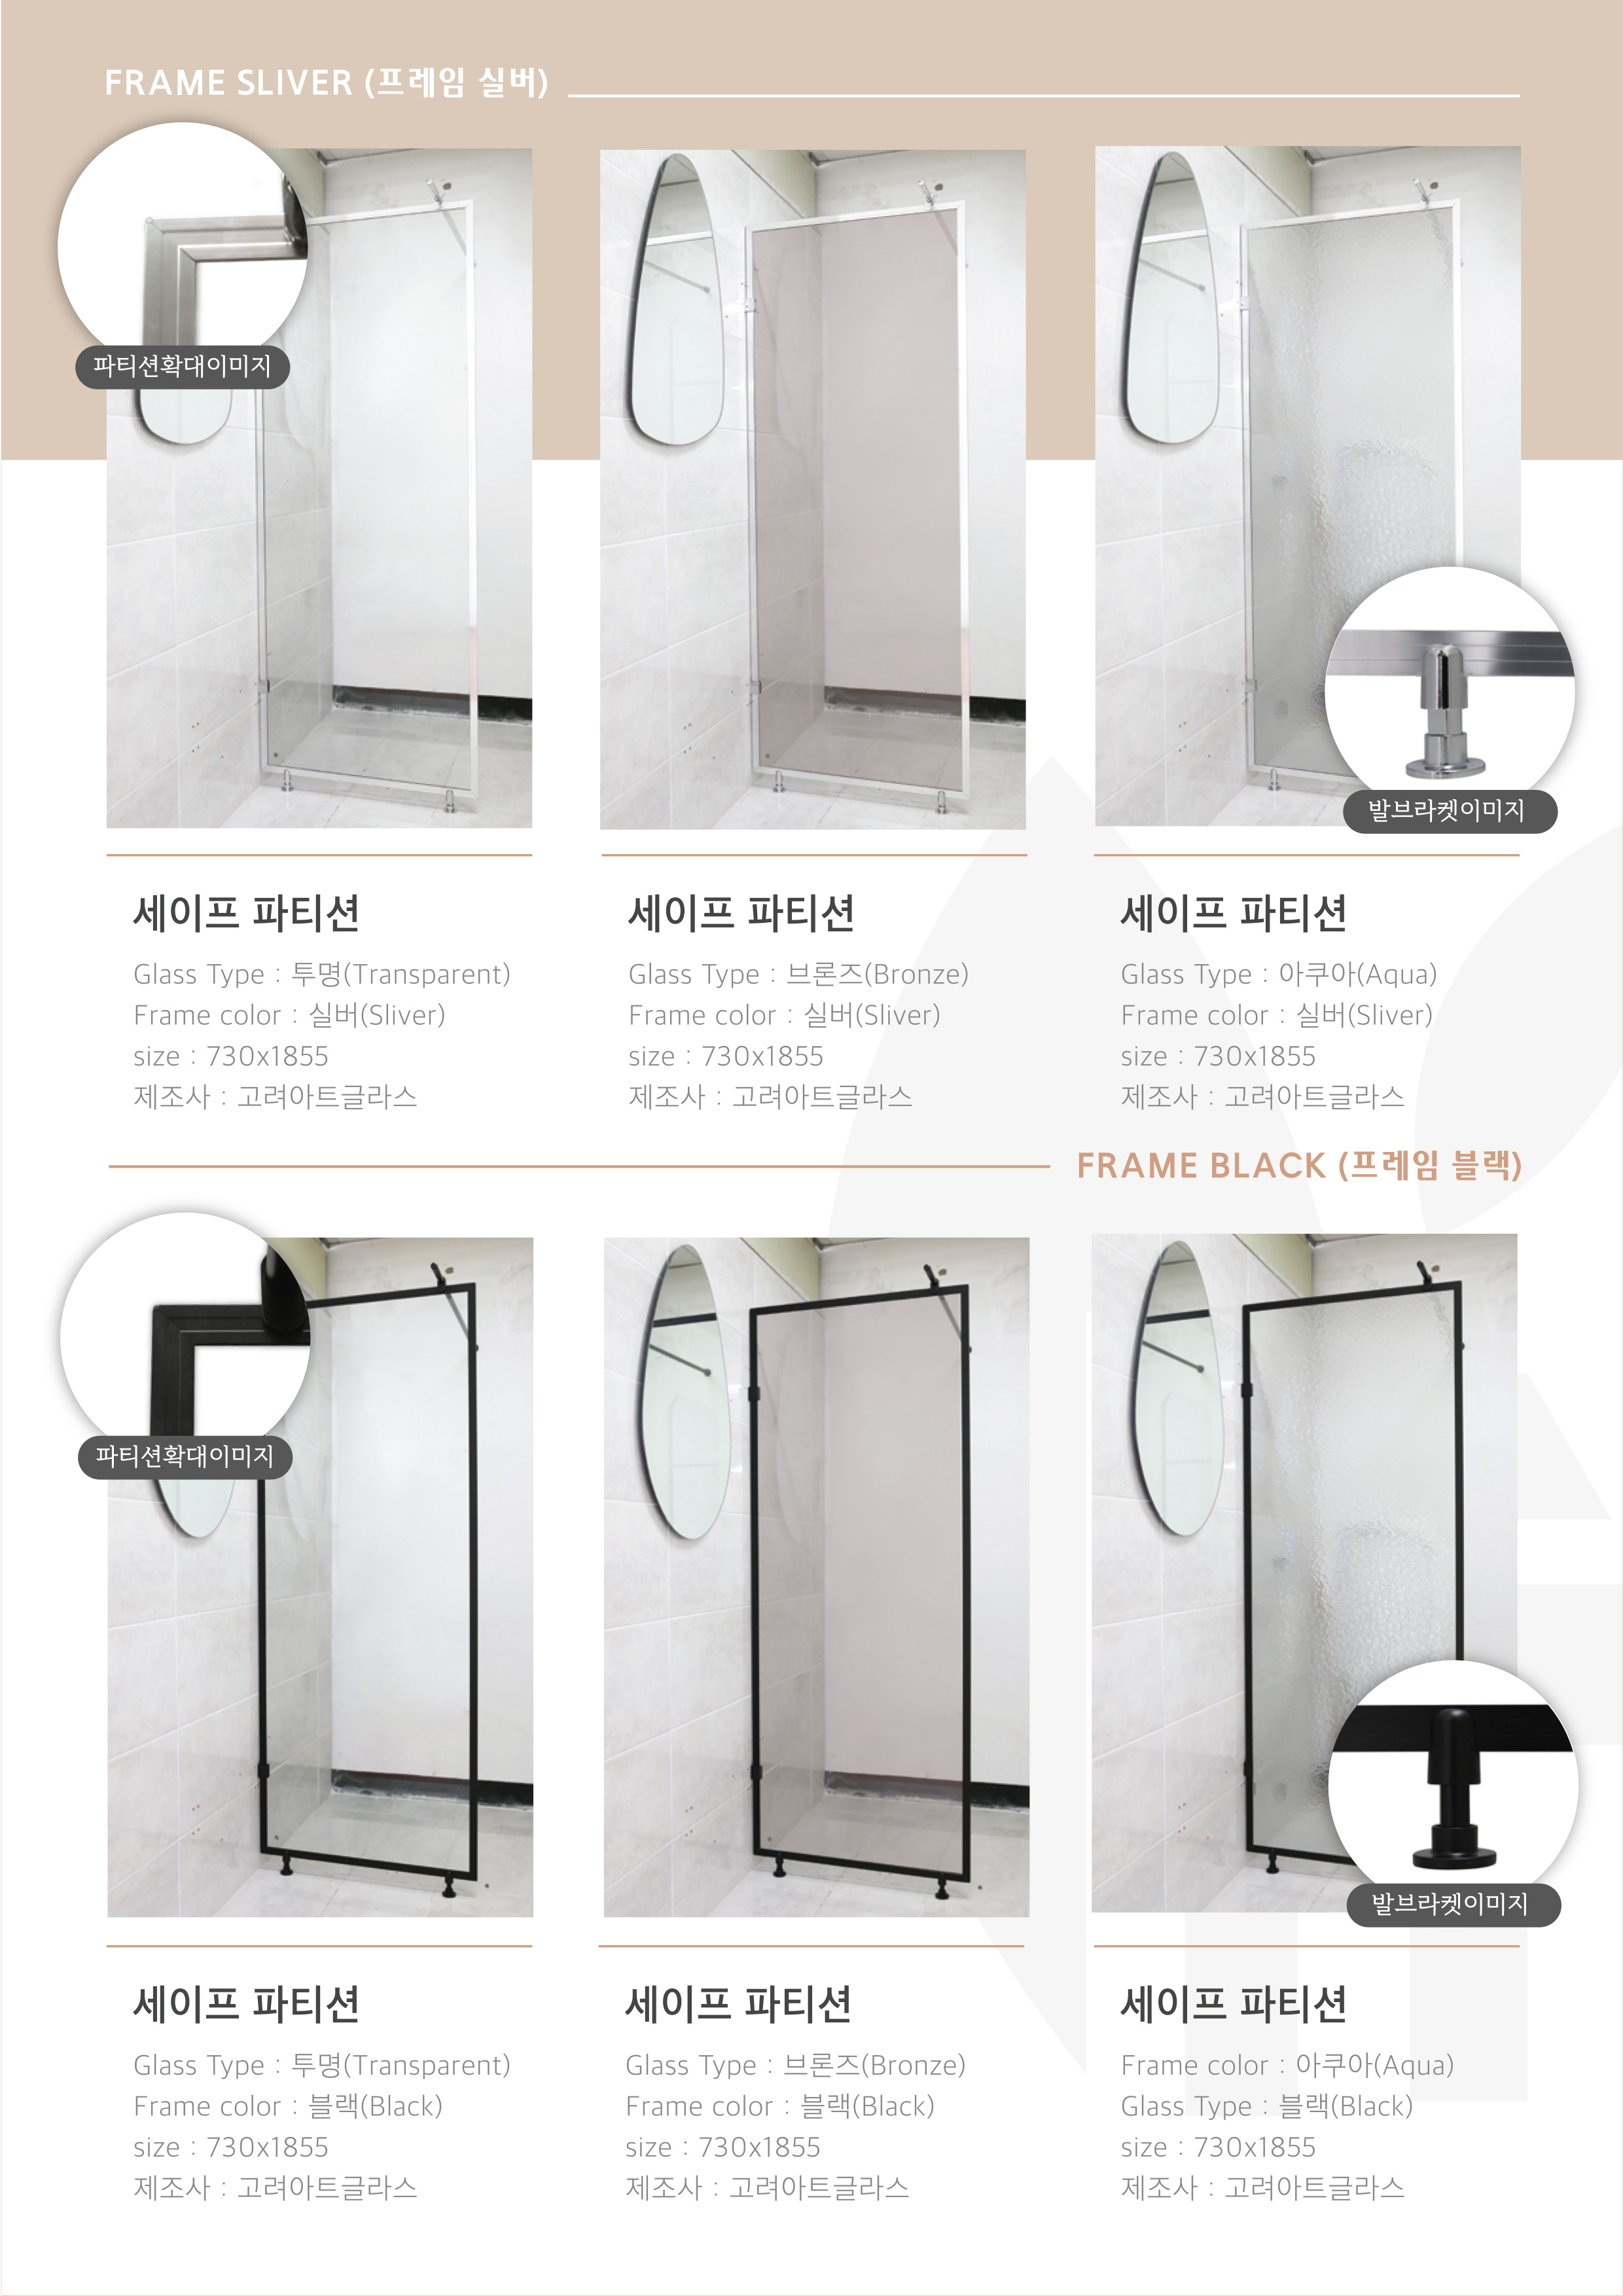 FRAME SLIVER (프레임 실버)
파티션확대이미지
발브라켓이미지
세이프 파티션
Glass Type : 투명(Transparent)
Frame color : 실버(Sliver)
size : 730x1855
제조사 : 고려아트글라스
세이프 파티션
Glass Type : 브론즈(Bronze)
Frame color : 실버(Sliver)
size : 730x1855
제조사 : 고려아트글라스
세이프 파티션
Glass Type : 아쿠아(Aqua)
Frame color : 실버(Sliver)
size : 730x1855
제조사 : 고려아트글라스
FRAME BLACK (프레임 블랙)
파티션확대이미지
발브라켓이미지
세이프 파티션
Glass Type : 투명(Transparent)
Frame color : 블랙(Black)
size : 730x1855
제조사 : 고려아트글라스
세이프 파티션
Glass Type : 브론즈(Bronze)
Frame color : 블랙(Black)
size : 730x1855
제조사 : 고려아트글라스
세이프 파티션
Frame color : 아쿠아(Aqua)
Glass Type : 블랙(Black)
size : 730x1855
제조사 : 고려아트글라스